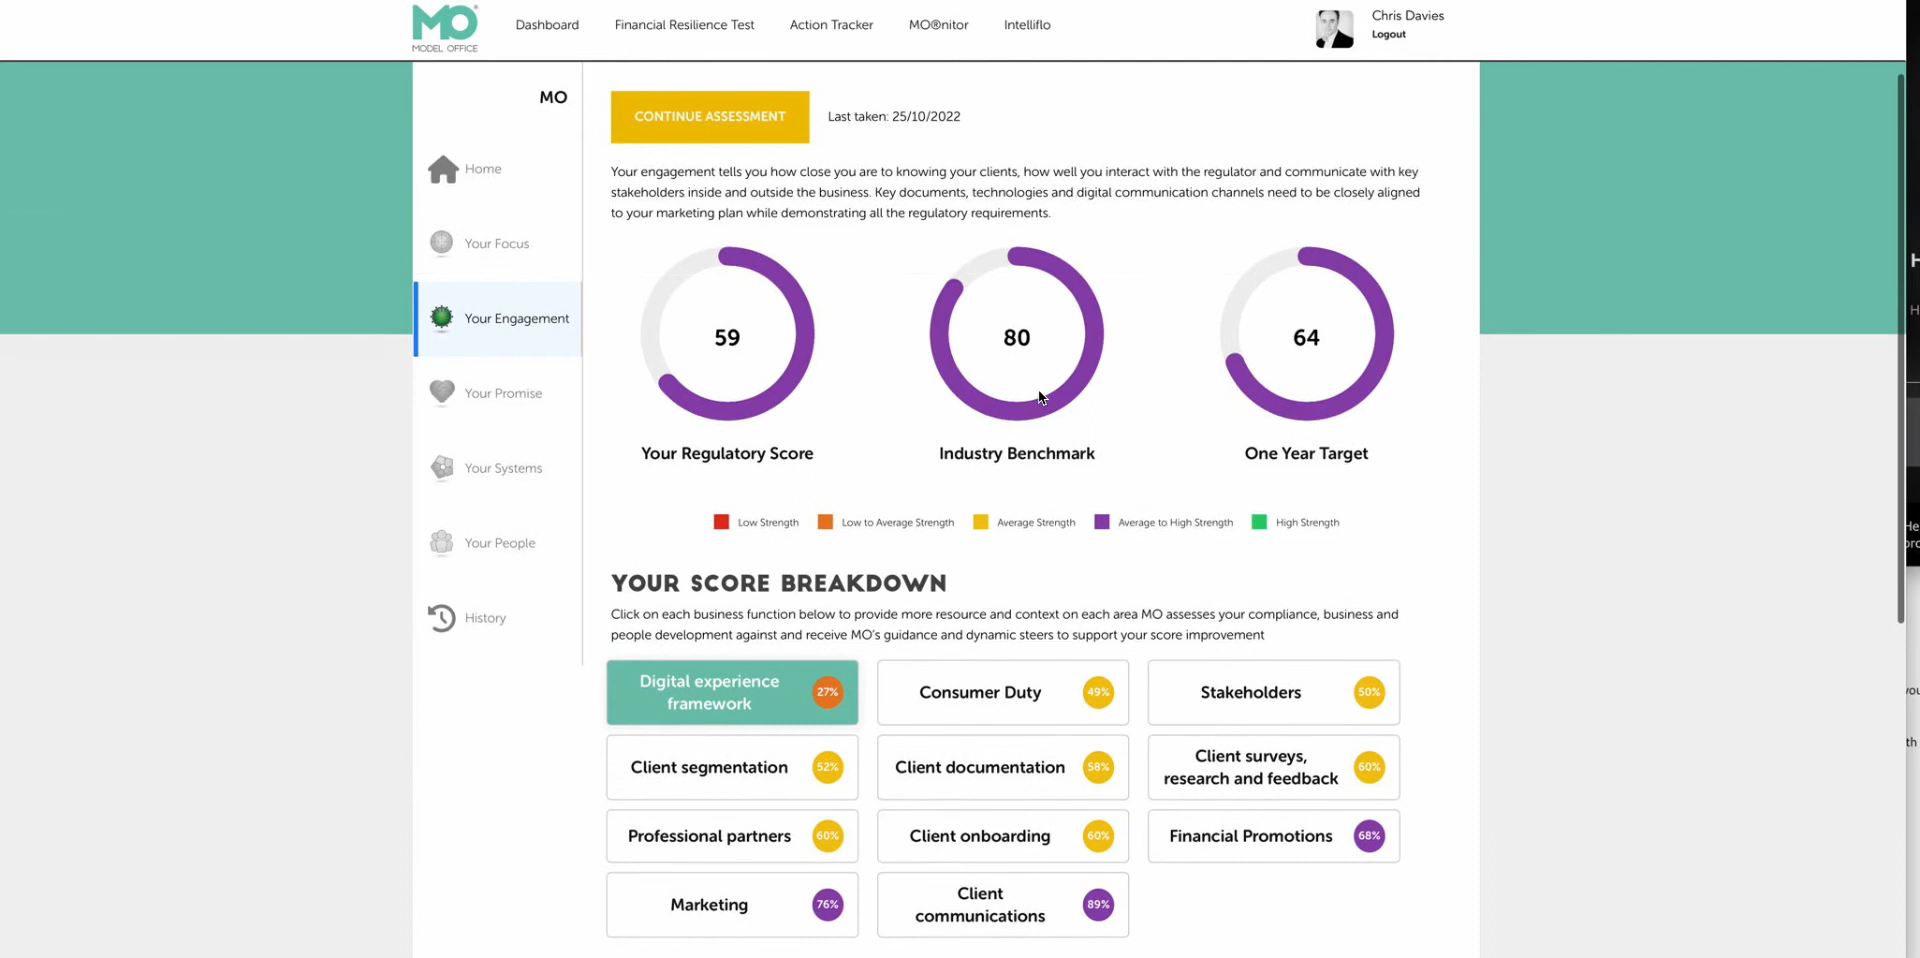 MO
MODEL OFFICE
Dashboard
Financial Resilience Test
Action Tracker
MO®nitor
Intelliflo
Chris Davies
Logout
MO
Home
Your Focus
Your Engagement
Your Promise
Your Systems
Your People
History
CONTINUE ASSESSMENT
Last taken: 25/10/2022
Your engagement tells you how close you are to knowing your clients, how well you interact with the regulator and communicate with key
stakeholders inside and outside the business. Key documents, technologies and digital communication channels need to be closely aligned
to your marketing plan while demonstrating all the regulatory requirements.
59
80
64
Your Regulatory Score
Industry Benchmark
One Year Target
Low Strength
Low to Average Strength
Average Strength
Average to High Strength
High Strength
YOUR SCORE BREAKDOWN
Click on each business function below to provide more resource and context on each area MO assesses your compliance, business and
people development against and receive MO's guidance and dynamic steers to support your score improvement
Digital experience
framework
27%
Consumer Duty
49%
Stakeholders
50%
Client segmentation
52%
Client documentation
58%
Client surveys,
research and feedback
60%
Professional partners
60%
Client onboarding
60%
Financial Promotions
68%
Marketing
76%
Client
communications
89%